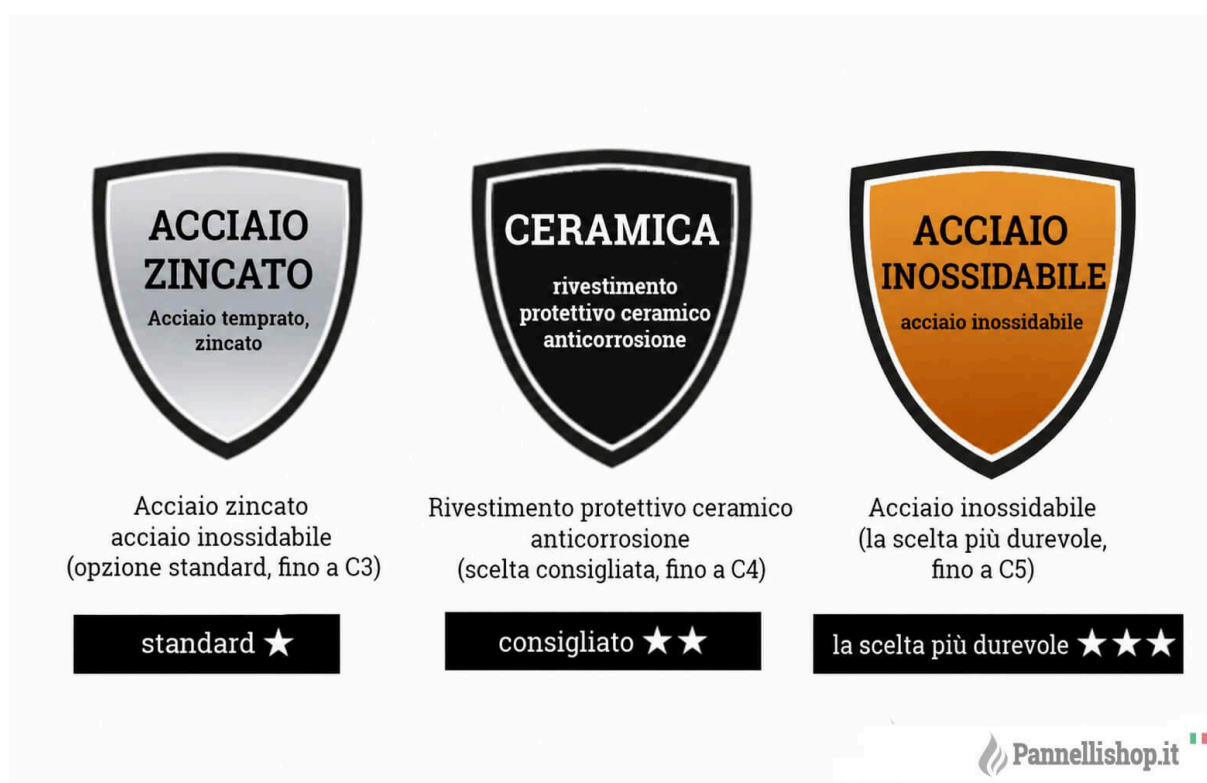 ACCIAIO
ZINCATO
Acciaio temprato,
zincato
CERAMICA
rivestimento
protettivo ceramico
anticorrosione
ACCIAIO
INOSSIDABILE
acciaio inossidabile
Acciaio zincato
acciaio inossidabile
(opzione standard, fino a C3)
Rivestimento protettivo ceramico
anticorrosione
(scelta consigliata, fino a C4)
Acciaio inossidabile
(la scelta più durevole,
fino a C5)
standard ★
consigliato ★★
la scelta più durevole ★★★
Pannellishop.it